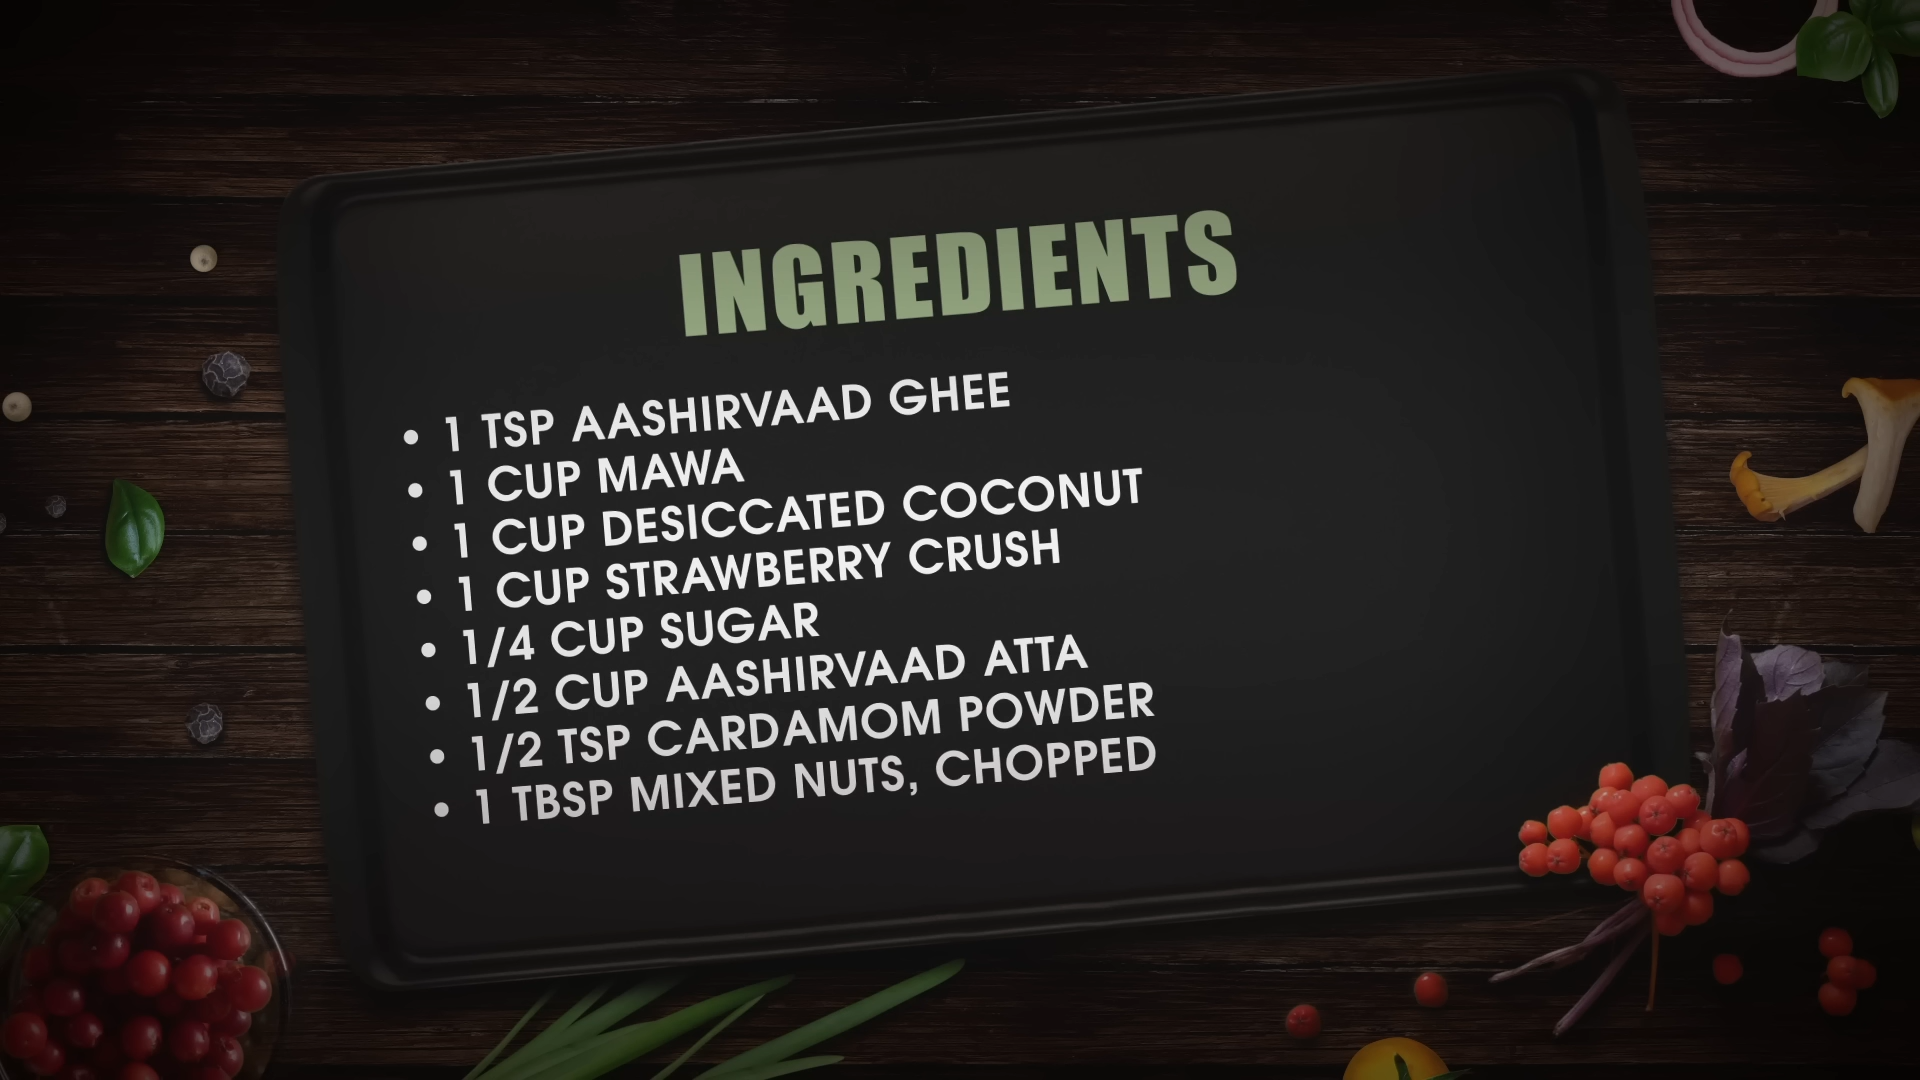 INGREDIENTS
• 1 TSP AASHIRVAAD GHEE
• 1 CUP MAWA
• 1 CUP DESICCATED COCONUT
• 1 CUP STRAWBERRY CRUSH
• 1/4 CUP SUGAR
• 1/2 CUP AASHIRVAAD ATTA
• 1/2 TSP CARDAMOM POWDER
• 1 TBSP MIXED NUTS, CHOPPED